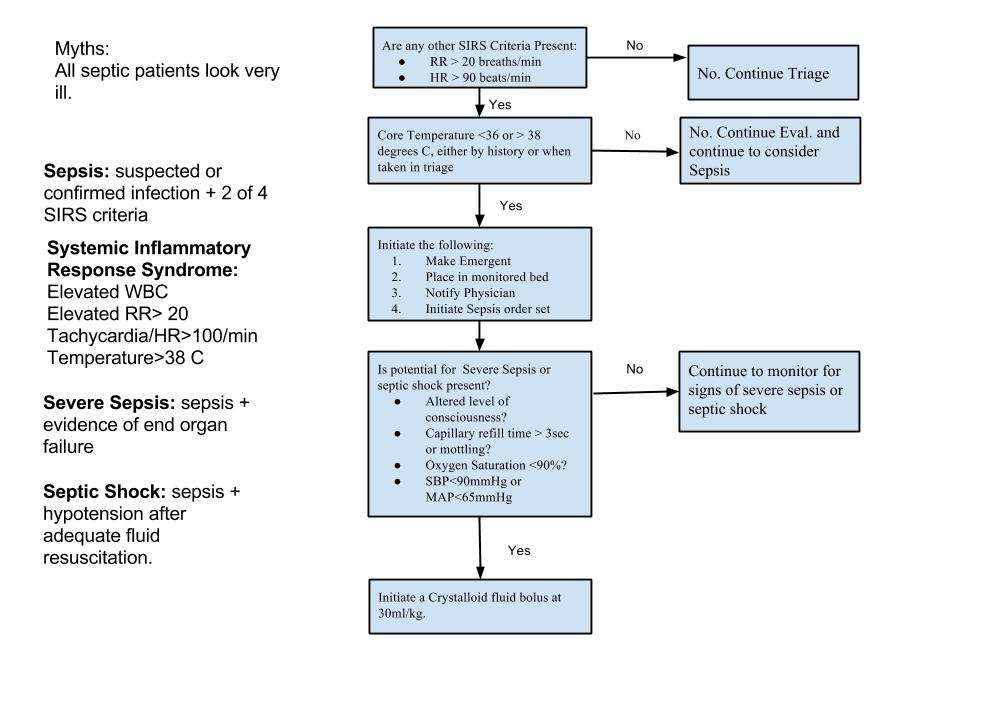 Myths:
All septic patients look very
ill.
Sepsis: suspected or
confirmed infection + 2 of 4
SIRS criteria
Systemic Inflammatory
Response Syndrome:
Elevated WBC
Elevated RR> 20
Tachycardia/HR>100/min
Temperature>38 C
Severe Sepsis: sepsis +
evidence of end organ
failure
Septic Shock: sepsis +
hypotension after
adequate fluid
resuscitation.
Are any other SIRS Criteria Present:
● RR > 20 breaths/min
● HR > 90 beats/min
No
No. Continue Triage
Yes
Core Temperature <36 or > 38
degrees C, either by history or when
taken in triage
No
No. Continue Eval. and
continue to consider
Sepsis
Yes
Initiate the following:
1. Make Emergent
2. Place in monitored bed
3. Notify Physician
4. Initiate Sepsis order set
Is potential for Severe Sepsis or
septic shock present?
● Altered level of
consciousness?
● Capillary refill time > 3sec
or mottling?
● Oxygen Saturation <90%?
● SBP<90mmHg or
MAP<65mmHg
No
Continue to monitor for
signs of severe sepsis or
septic shock
Yes
Initiate a Crystalloid fluid bolus at
30ml/kg.